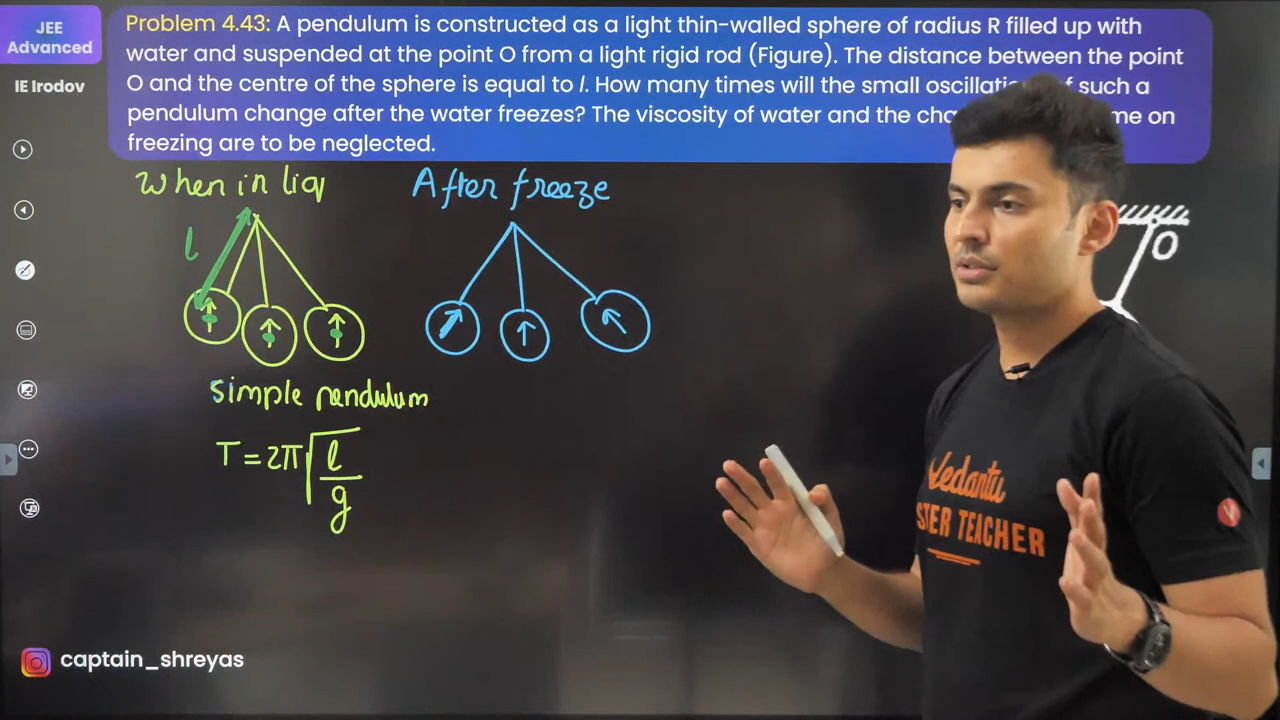 JEE
Advanced
IE Irodov
Problem 4.43: A pendulum is constructed as a light thin-walled sphere of radius R filled up with
water and suspended at the point O from a light rigid rod (Figure). The distance between the point
O and the centre of the sphere is equal to l. How many times will the small of such a
pendulum change after the water freezes? The viscosity of water and the on
freezing are to be neglected.
When in liq
After freeze
l
O
Simple pendulum
T = 2π√(l/g)
Vedantu
TEACHER
captain_shreyas